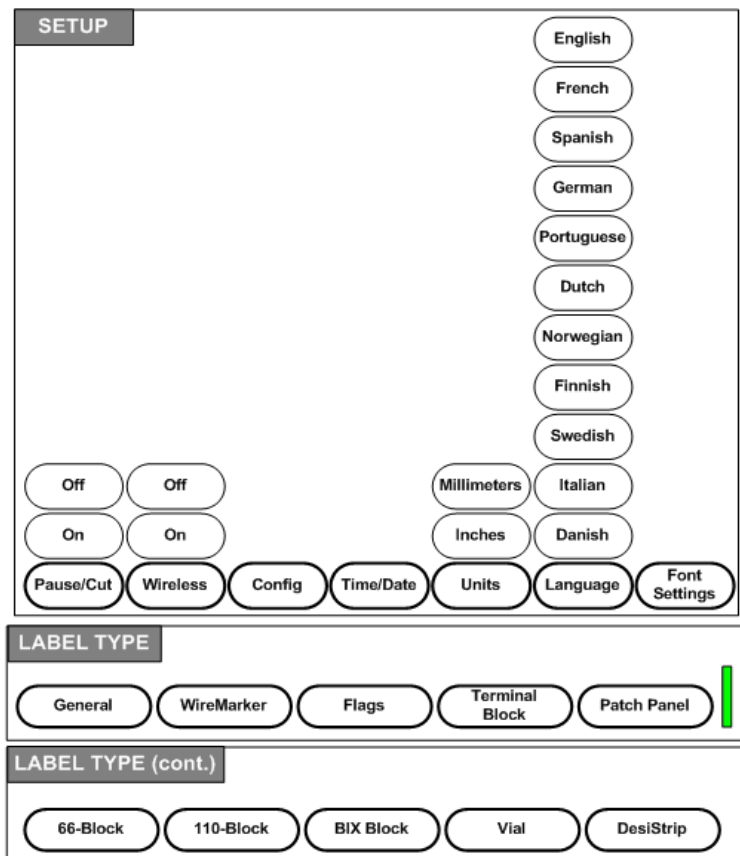 SETUP
English
French
Spanish
German
Portuguese
Dutch
Norwegian
Finnish
Swedish
Off
Off
Millimeters
Italian
On
On
Inches
Danish
Pause/Cut
Wireless
Config
Time/Date
Units
Language
Font
Settings
LABEL TYPE
General
WireMarker
Flags
Terminal
Block
Patch Panel
LABEL TYPE (cont.)
66-Block
110-Block
BIX Block
Vial
DesiStrip